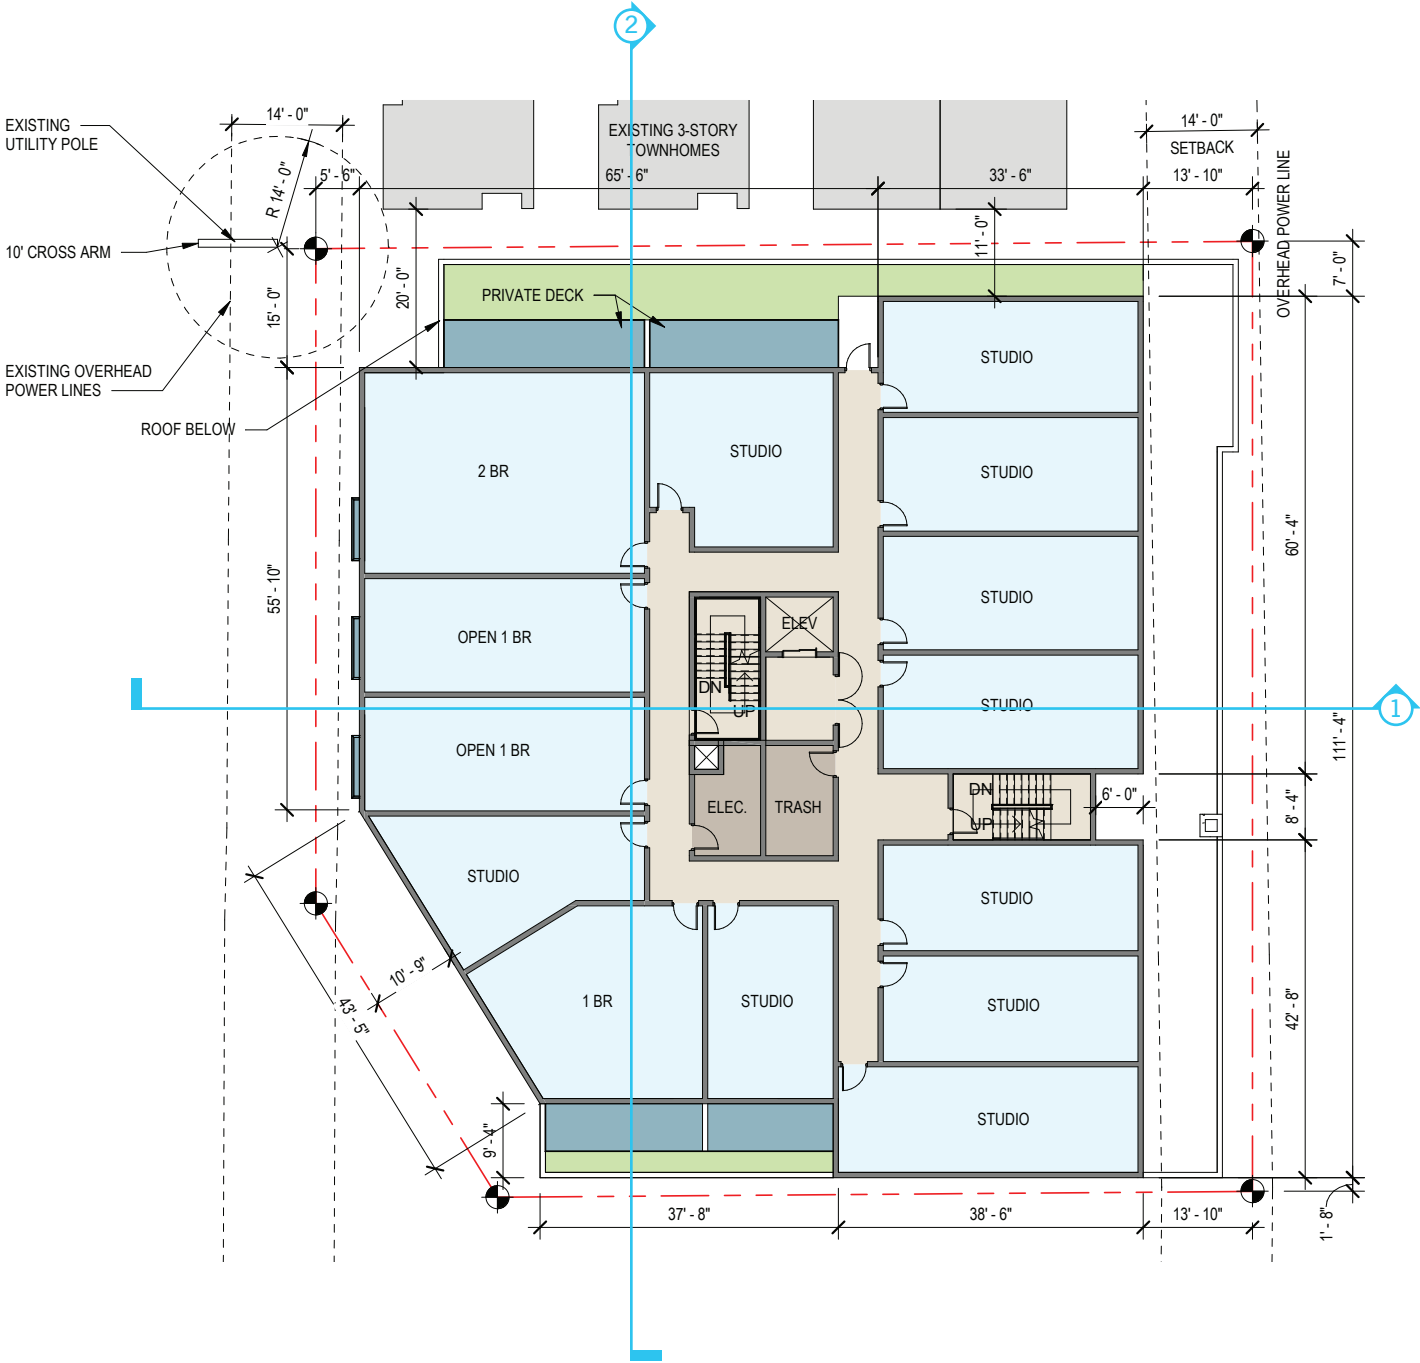 2
14' - 0"
EXISTING
UTILITY POLE
EXISTING 3-STORY
TOWNHOMES
14' - 0"
SETBACK
R 14' - 0"
5' - 6"
65' - 6"
33' - 6"
13' - 10"
OVERHEAD POWER LINE
10' CROSS ARM
11' - 0"
7' - 0"
15' - 0"
20' - 0"
PRIVATE DECK
EXISTING OVERHEAD
POWER LINES
ROOF BELOW
STUDIO
STUDIO
2 BR
STUDIO
60' - 4"
55' - 10"
STUDIO
OPEN 1 BR
ELEV
DN
UP
STUDIO
1
111' - 4"
OPEN 1 BR
ELEC.
TRASH
DN
UP
6' - 0"
8' - 4"
STUDIO
STUDIO
10' - 9"
43' - 5"
1 BR
STUDIO
STUDIO
42' - 8"
STUDIO
9' - 4"
37' - 8"
38' - 6"
13' - 10"
1' - 8"